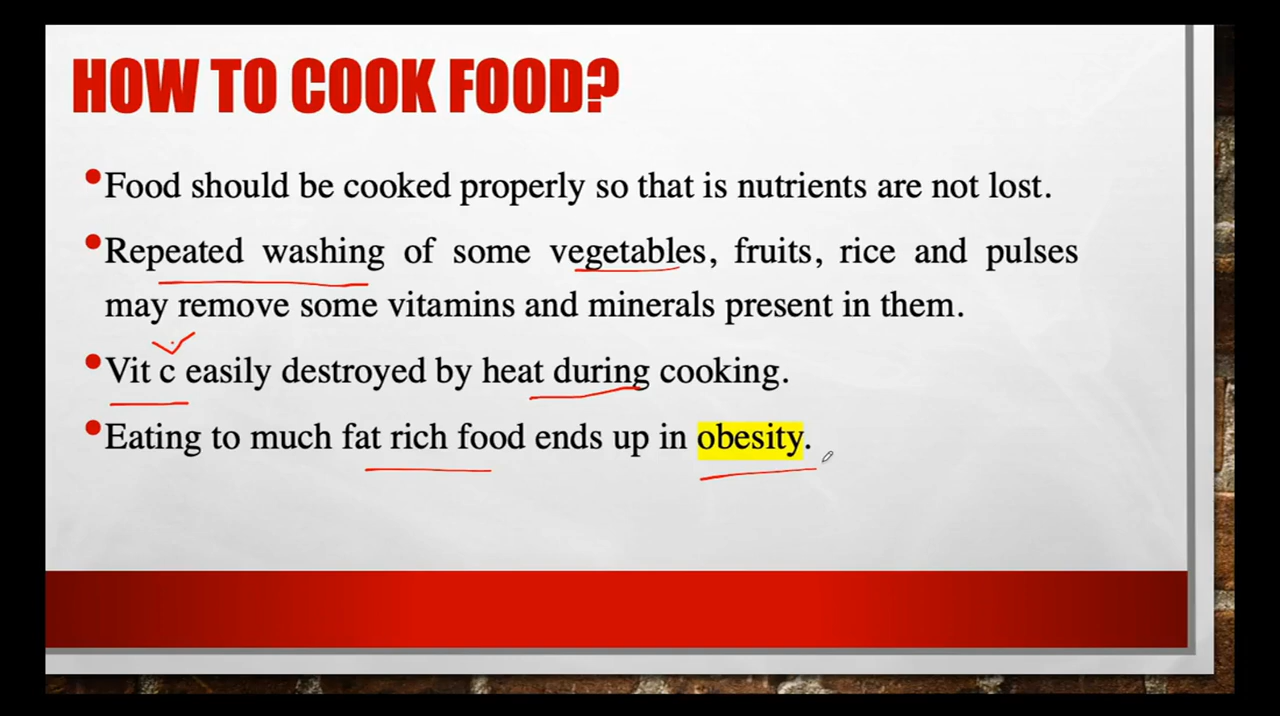 HOW TO COOK FOOD?
•Food should be cooked properly so that is nutrients are not lost.
•Repeated washing of some vegetables, fruits, rice and pulses
may remove some vitamins and minerals present in them.
•Vit c easily destroyed by heat during cooking.
•Eating to much fat rich food ends up in obesity.